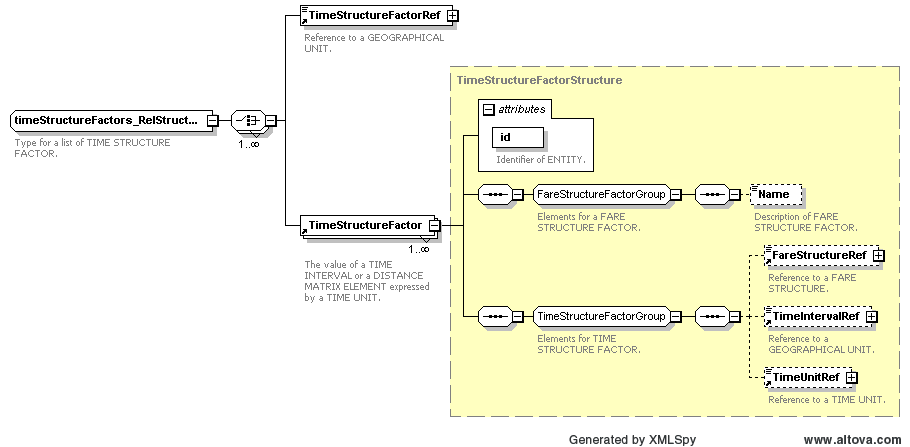 TimeStructureFactorRef
Reference to a GEOGRAPHICAL
UNIT.
timeStructureFactors_RelStruct...
Type for a list of TIME STRUCTURE
FACTOR.
1..∞
TimeStructureFactor
1..∞
The value of a TIME
INTERVAL or a DISTANCE
MATRIX ELEMENT expressed
by a TIME UNIT.
TimeStructureFactorStructure
attributes
id
Identifier of ENTITY.
FareStructureFactorGroup
Elements for a FARE
STRUCTURE FACTOR.
Name
Description of FARE
STRUCTURE FACTOR.
TimeStructureFactorGroup
Elements for TIME
STRUCTURE FACTOR.
FareStructureRef
Reference to a FARE
STRUCTURE.
TimeIntervalRef
Reference to a
GEOGRAPHICAL UNIT.
TimeUnitRef
Reference to a TIME UNIT.
Generated by XMLSpy
www.altova.com